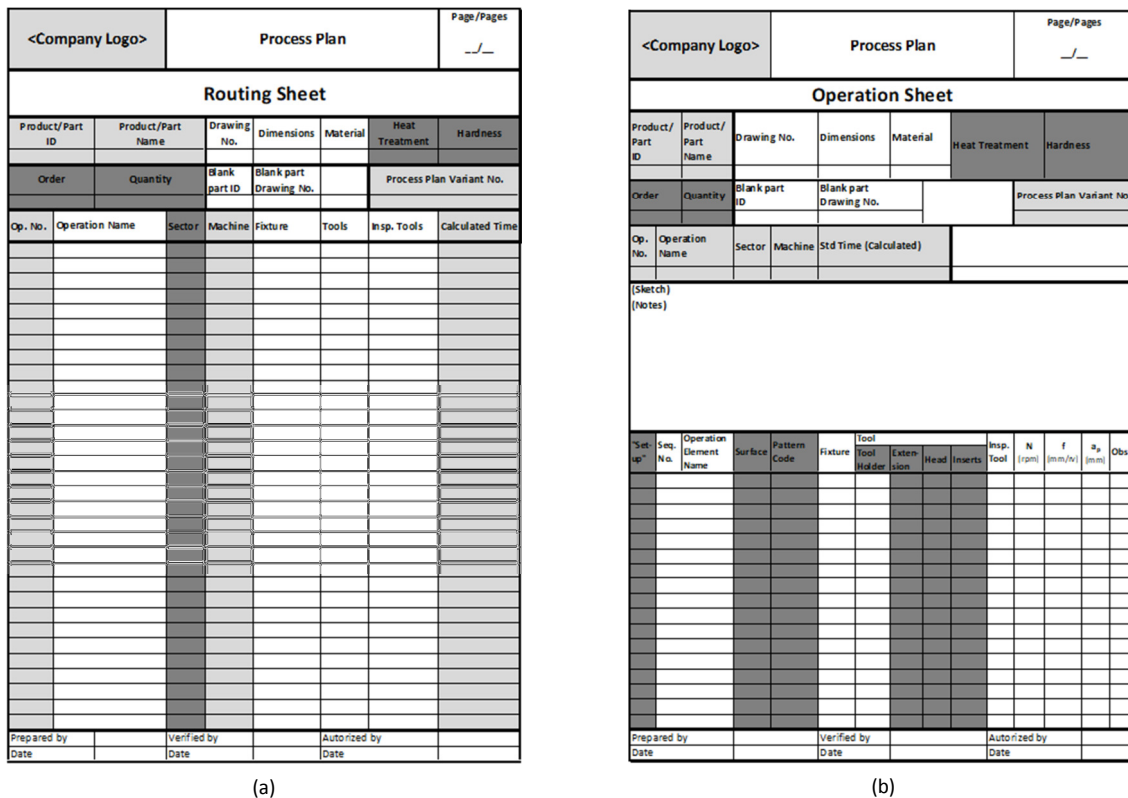 <Company Logo>
Process Plan
Page/Pages
__/__
Routing Sheet
Product/Part
ID
Product/Part
Name
Drawing
No.
Dimensions
Material
Heat
Treatment
Hardness
Order
Quantity
Blank
part ID
Blank part
Drawing No.
Process Plan Variant No.
Op. No.
Operation Name
Sector
Machine
Fixture
Tools
Insp. Tools
Calculated Time
Prepared by
Verified by
Autorized by
Date
Date
Date
(a)
<Company Logo>
Process Plan
Page/Pages
__/__
Operation Sheet
Product/
Part
ID
Product/
Part
Name
Drawing No.
Dimensions
Material
Heat Treatment
Hardness
Order
Quantity
Blank part
ID
Blank part
Drawing No.
Process Plan Variant No
Op.
No.
Operation
Name
Sector
Machine
Std Time (Calculated)
(Sketch)
(Notes)
"Set-
up"
Seq.
No.
Operation
Element
Name
Surface
Pattern
Code
Fixture
Tool
Tool
Holder
Exten-
sion
Head
Inserts
Insp.
Tool
N
(rpm)
f
(mm/rv)
ap
(mm)
Obs
Prepared by
Verified by
Autorized by
Date
Date
Date
(b)